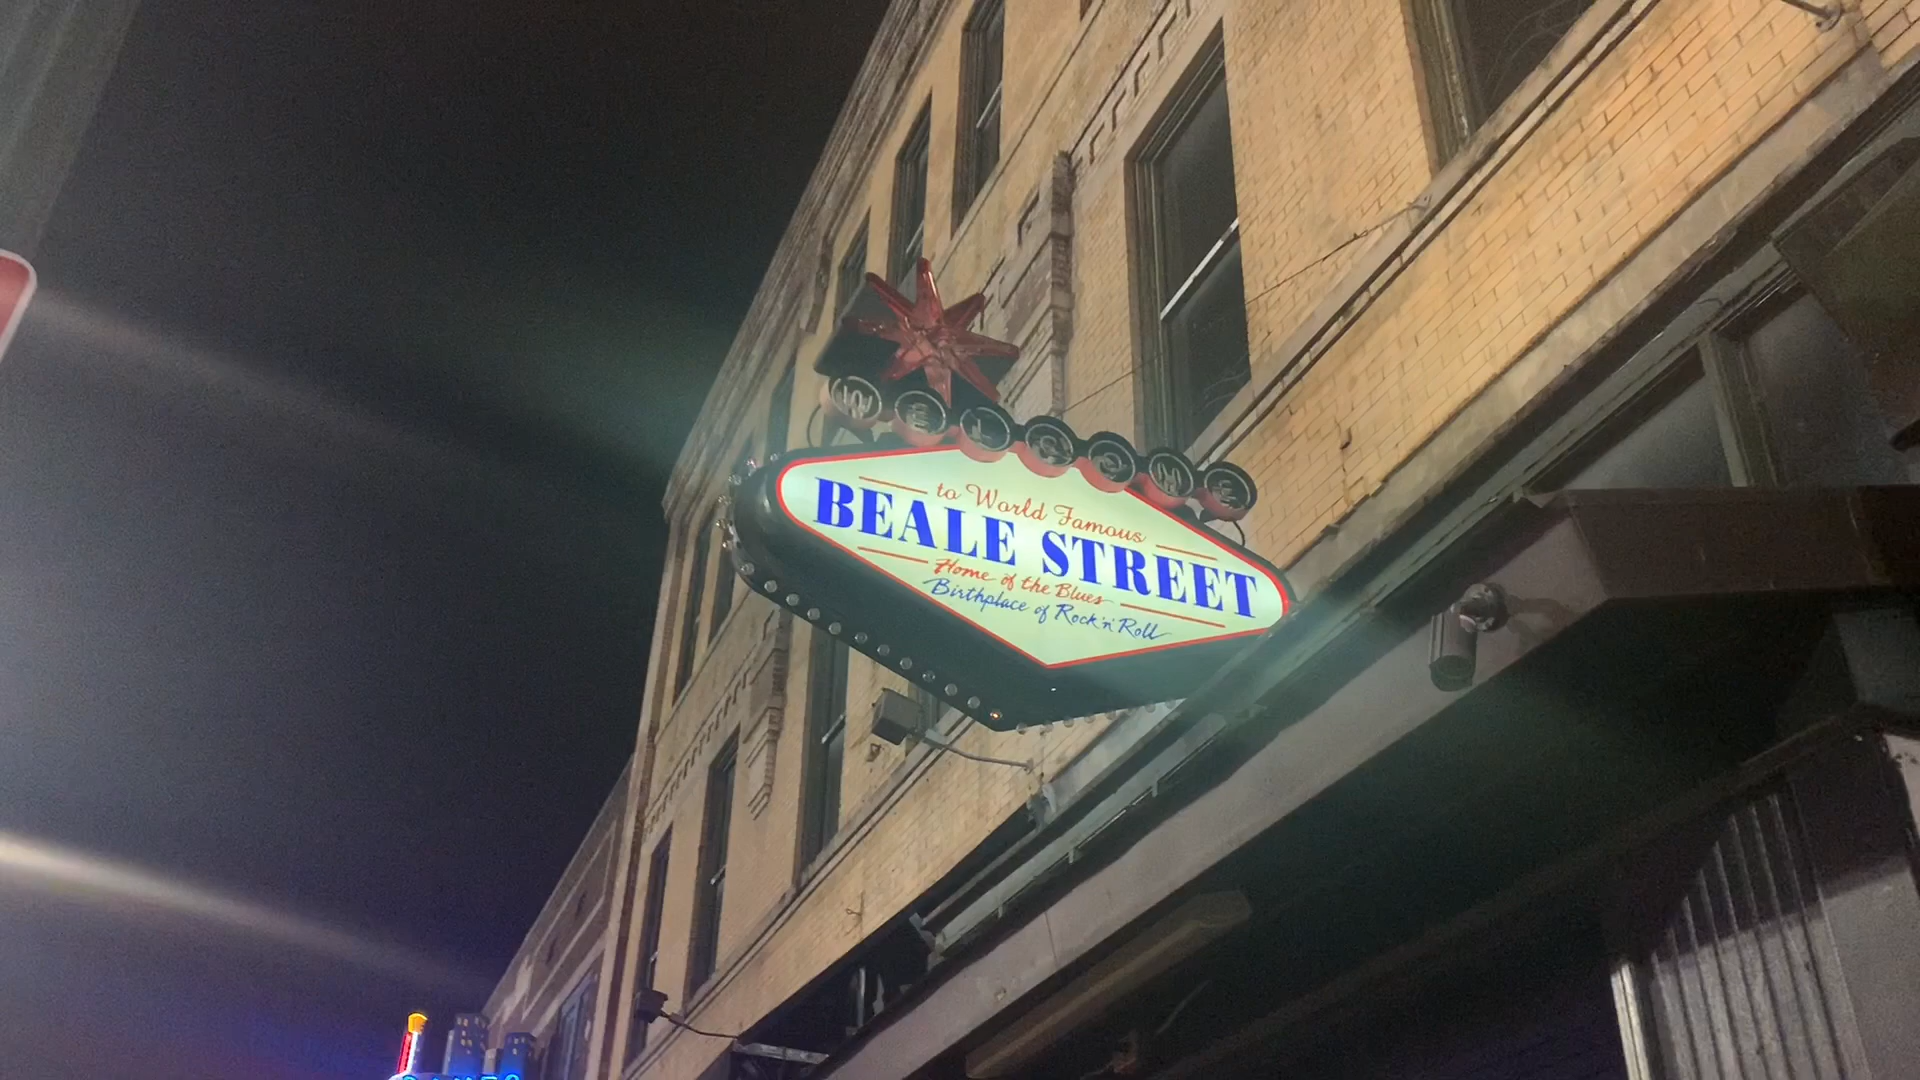 WELCOME
to World Famous
BEALE STREET
Home of the Blues
Birthplace of Rock 'n' Roll